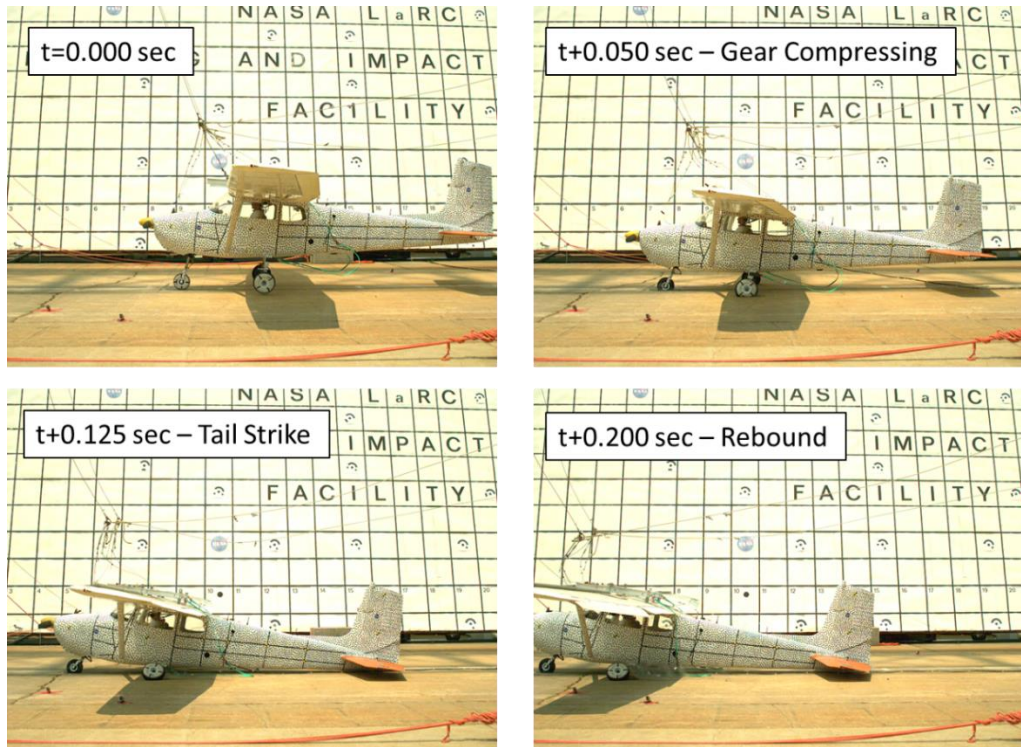 NASA LaRC
t=0.000 sec
G AND IMPACT
FACILITY
NASA LaRC
t+0.050 sec – Gear Compressing
CT
FACILITY
NASA LaRC
t+0.125 sec – Tail Strike
IMPACT
FACILITY
NASA LaRC
t+0.200 sec – Rebound
IMPACT
FACILITY